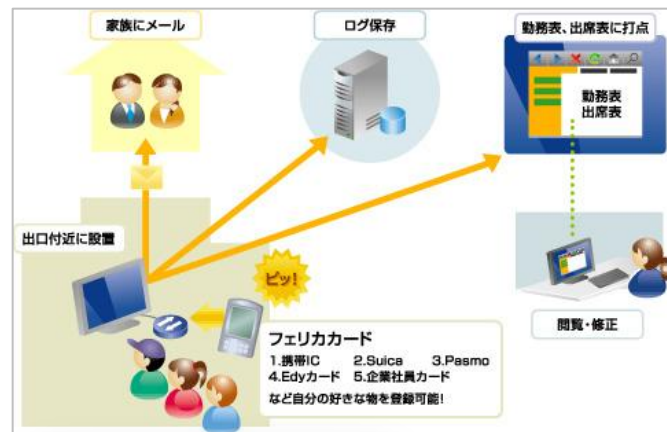 家族にメール
ログ保存
勤務表、出席表に打点
勤務表
出席表
出口付近に設置
ピッ!
閲覧・修正
フェリカカード
1.携帯IC 2.Suica 3.Pasmo
4.Edyカード 5.企業社員カード
など自分の好きな物を登録可能!